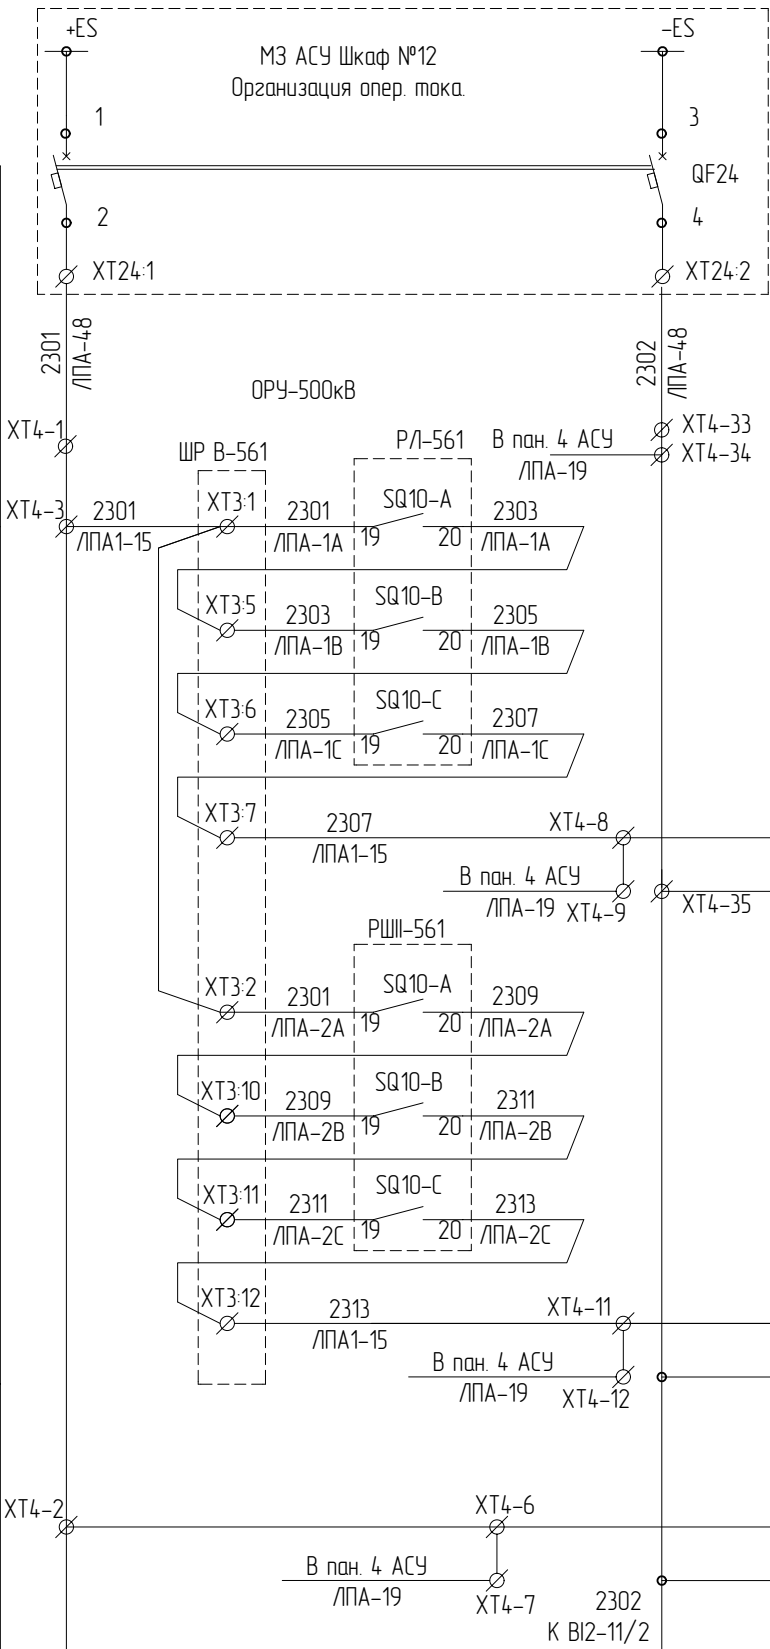 +ES
-ES
МЗ АСУ Шкаф №12
Организация опер. тока.
1
3
QF24
2
4
XT24:1
XT24:2
2301
ЛПА-48
2302
ЛПА-48
ОРУ-500кВ
XT4-1
XT4-33
ШР В-561
РЛ-561
В пан. 4 АСУ
ЛПА-19
XT4-34
XT4-3
2301
ЛПА1-15
XT3:1
2301
ЛПА-1А
SQ10-A
19
20
2303
ЛПА-1А
XT3:5
2303
ЛПА-1В
SQ10-B
19
20
2305
ЛПА-1В
XT3:6
2305
ЛПА-1С
SQ10-C
19
20
2307
ЛПА-1С
XT3:7
2307
ЛПА1-15
XT4-8
В пан. 4 АСУ
ЛПА-19
XT4-9
XT4-35
РШII-561
XT3:2
2301
ЛПА-2А
SQ10-A
19
20
2309
ЛПА-2А
XT3:10
2309
ЛПА-2В
SQ10-B
19
20
2311
ЛПА-2В
XT3:11
2311
ЛПА-2С
SQ10-C
19
20
2313
ЛПА-2С
XT3:12
2313
ЛПА1-15
XT4-11
В пан. 4 АСУ
ЛПА-19
XT4-12
XT4-2
XT4-6
В пан. 4 АСУ
ЛПА-19
XT4-7
2302
К BI2-11/2